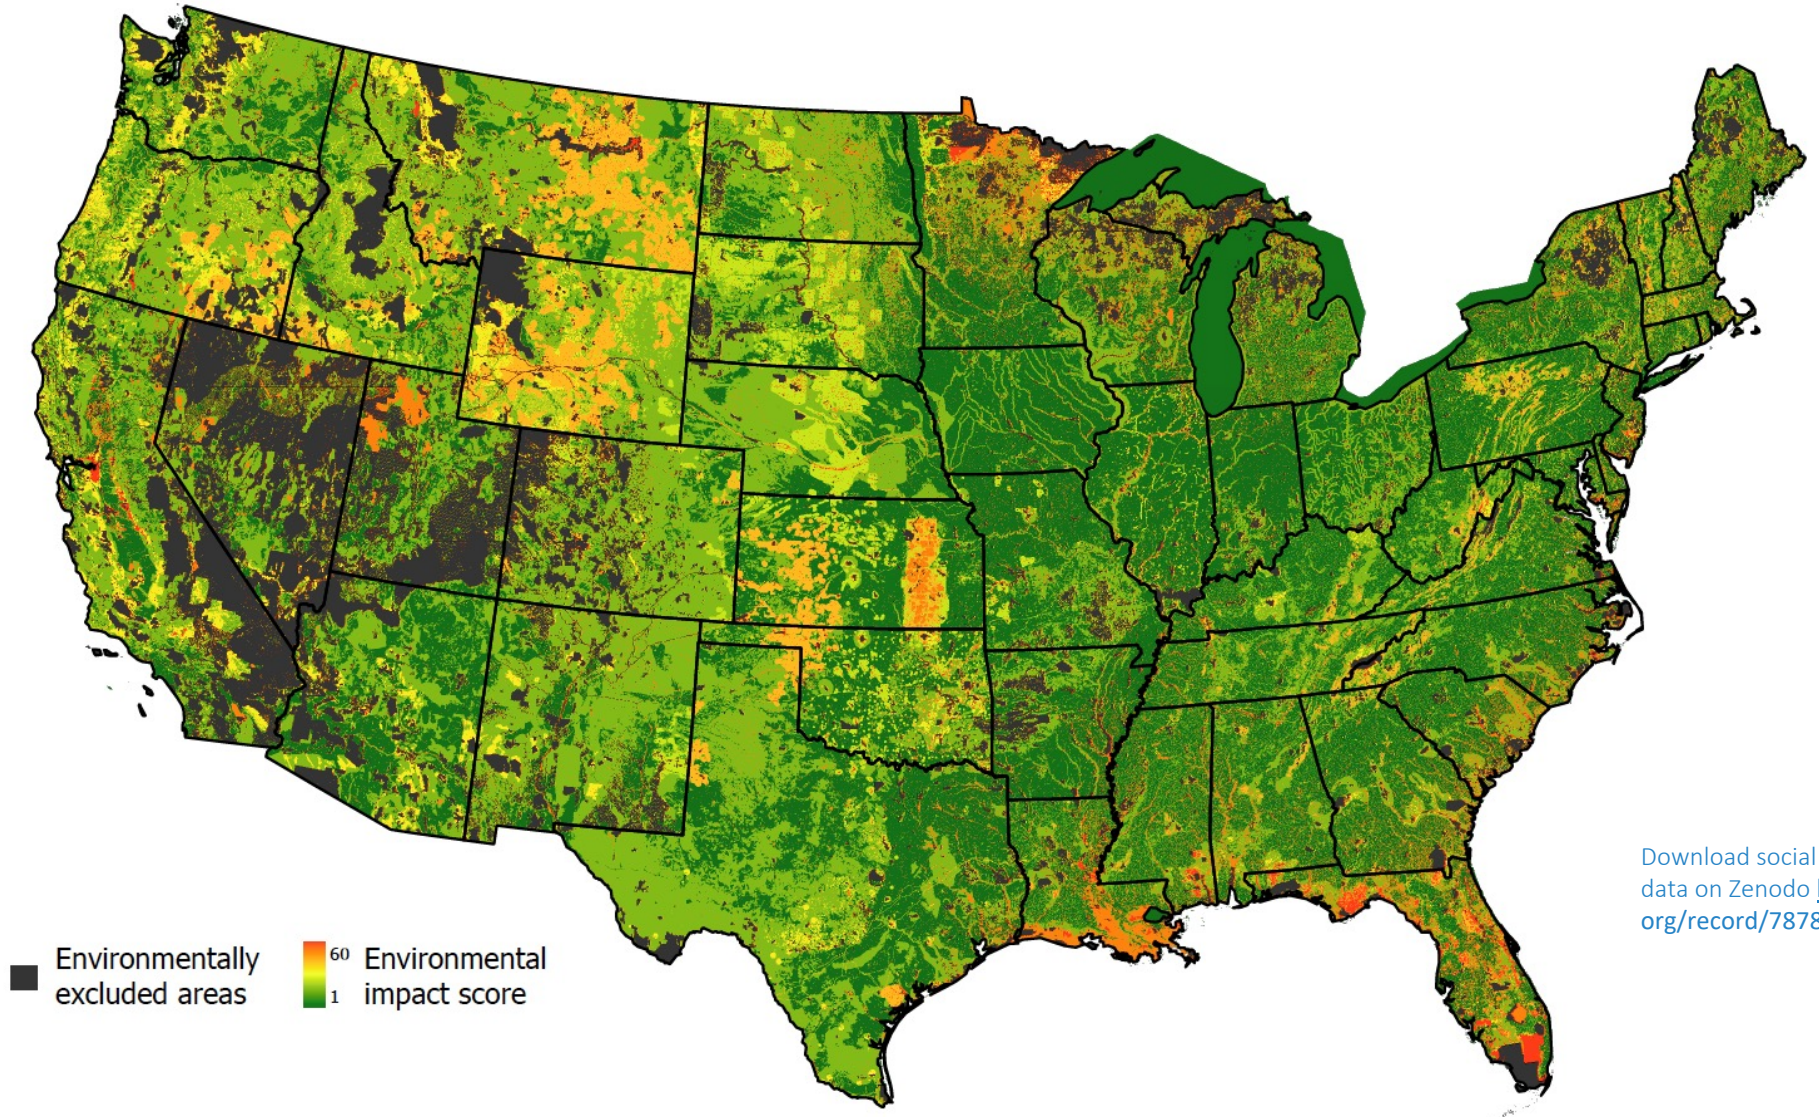 Environmentally
excluded areas
60
1
Environmental
impact score
Download social
data on Zenodo
org/record/7878